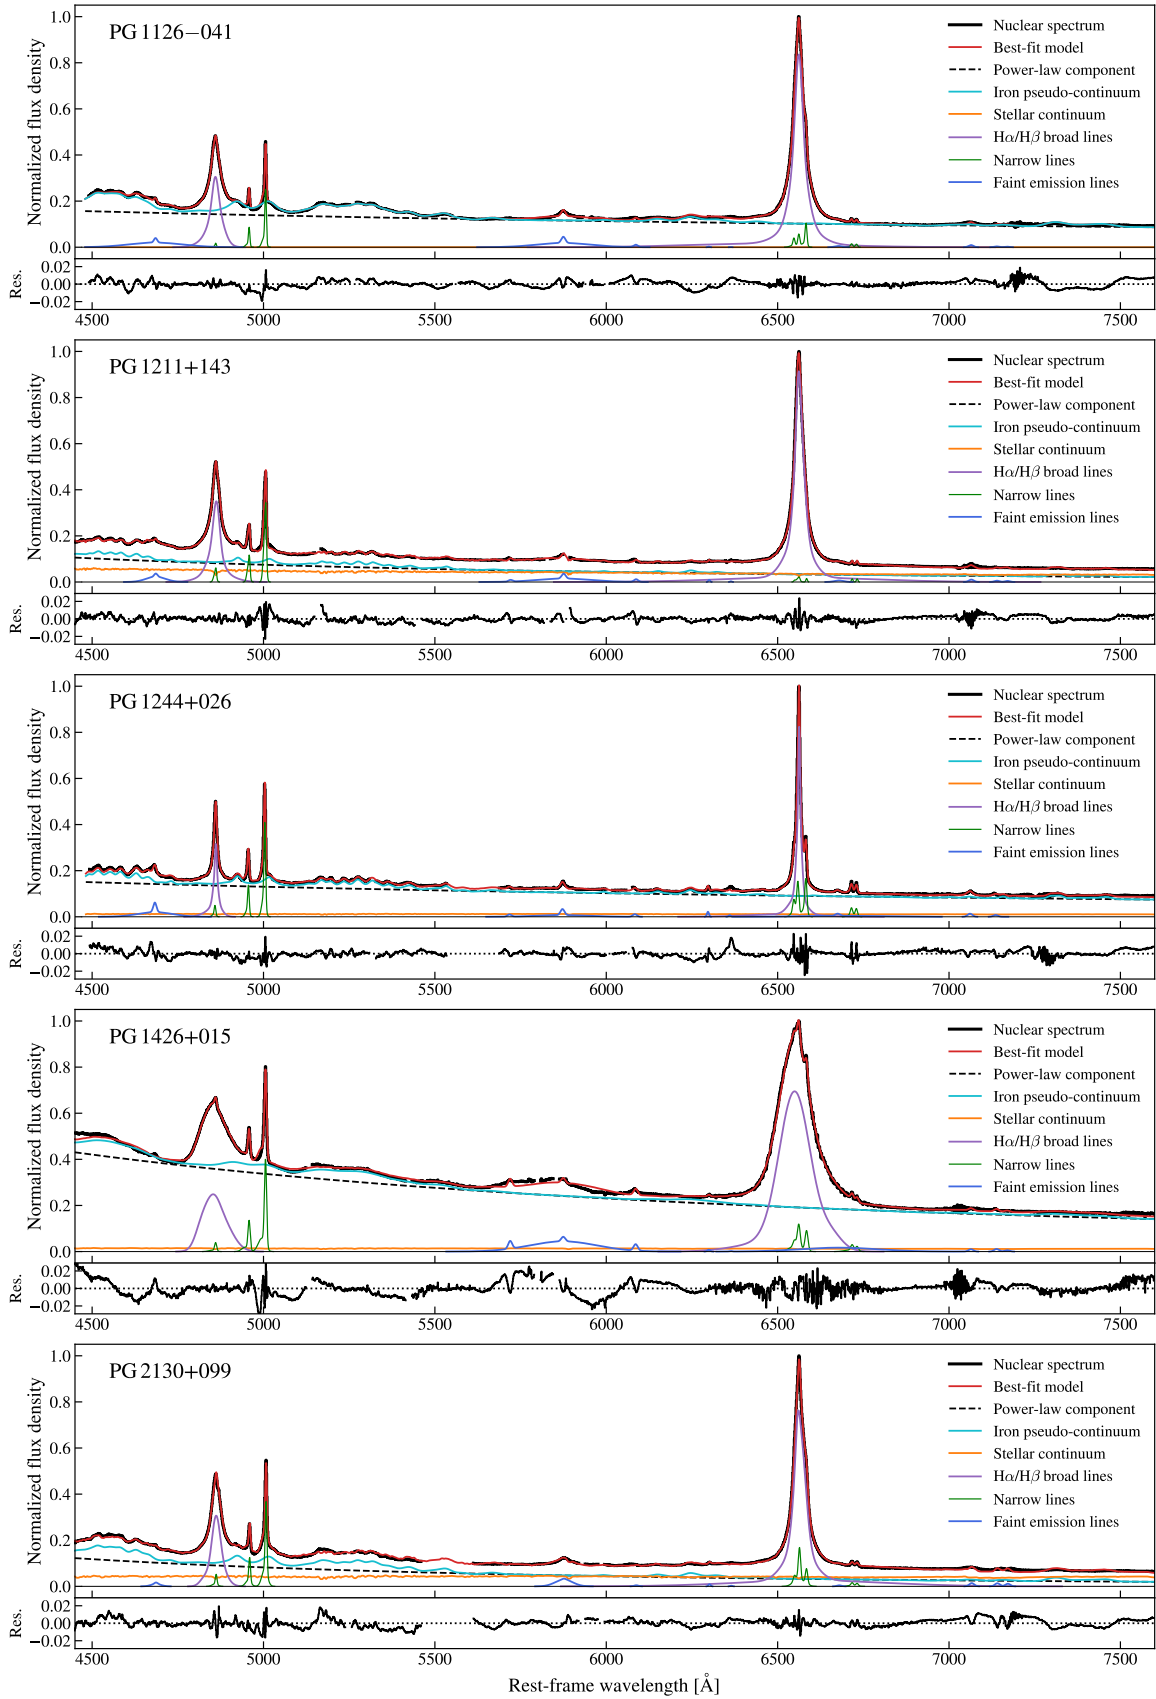 PG 1126−041
Normalized flux density
1.0
0.8
0.6
0.4
0.2
0.0
Nuclear spectrum
Best-fit model
Power-law component
Iron pseudo-continuum
Stellar continuum
Hα/Hβ broad lines
Narrow lines
Faint emission lines
Res.
0.02
0.00
−0.02
4500 5000 5500 6000 6500 7000 7500
PG 1211+143
Normalized flux density
1.0
0.8
0.6
0.4
0.2
0.0
Nuclear spectrum
Best-fit model
Power-law component
Iron pseudo-continuum
Stellar continuum
Hα/Hβ broad lines
Narrow lines
Faint emission lines
Res.
0.02
0.00
−0.02
4500 5000 5500 6000 6500 7000 7500
PG 1244+026
Normalized flux density
1.0
0.8
0.6
0.4
0.2
0.0
Nuclear spectrum
Best-fit model
Power-law component
Iron pseudo-continuum
Stellar continuum
Hα/Hβ broad lines
Narrow lines
Faint emission lines
Res.
0.02
0.00
−0.02
4500 5000 5500 6000 6500 7000 7500
PG 1426+015
Normalized flux density
1.0
0.8
0.6
0.4
0.2
0.0
Nuclear spectrum
Best-fit model
Power-law component
Iron pseudo-continuum
Stellar continuum
Hα/Hβ broad lines
Narrow lines
Faint emission lines
Res.
0.02
0.00
−0.02
4500 5000 5500 6000 6500 7000 7500
PG 2130+099
Normalized flux density
1.0
0.8
0.6
0.4
0.2
0.0
Nuclear spectrum
Best-fit model
Power-law component
Iron pseudo-continuum
Stellar continuum
Hα/Hβ broad lines
Narrow lines
Faint emission lines
Res.
0.02
0.00
−0.02
4500 5000 5500 6000 6500 7000 7500
Rest-frame wavelength [Å]